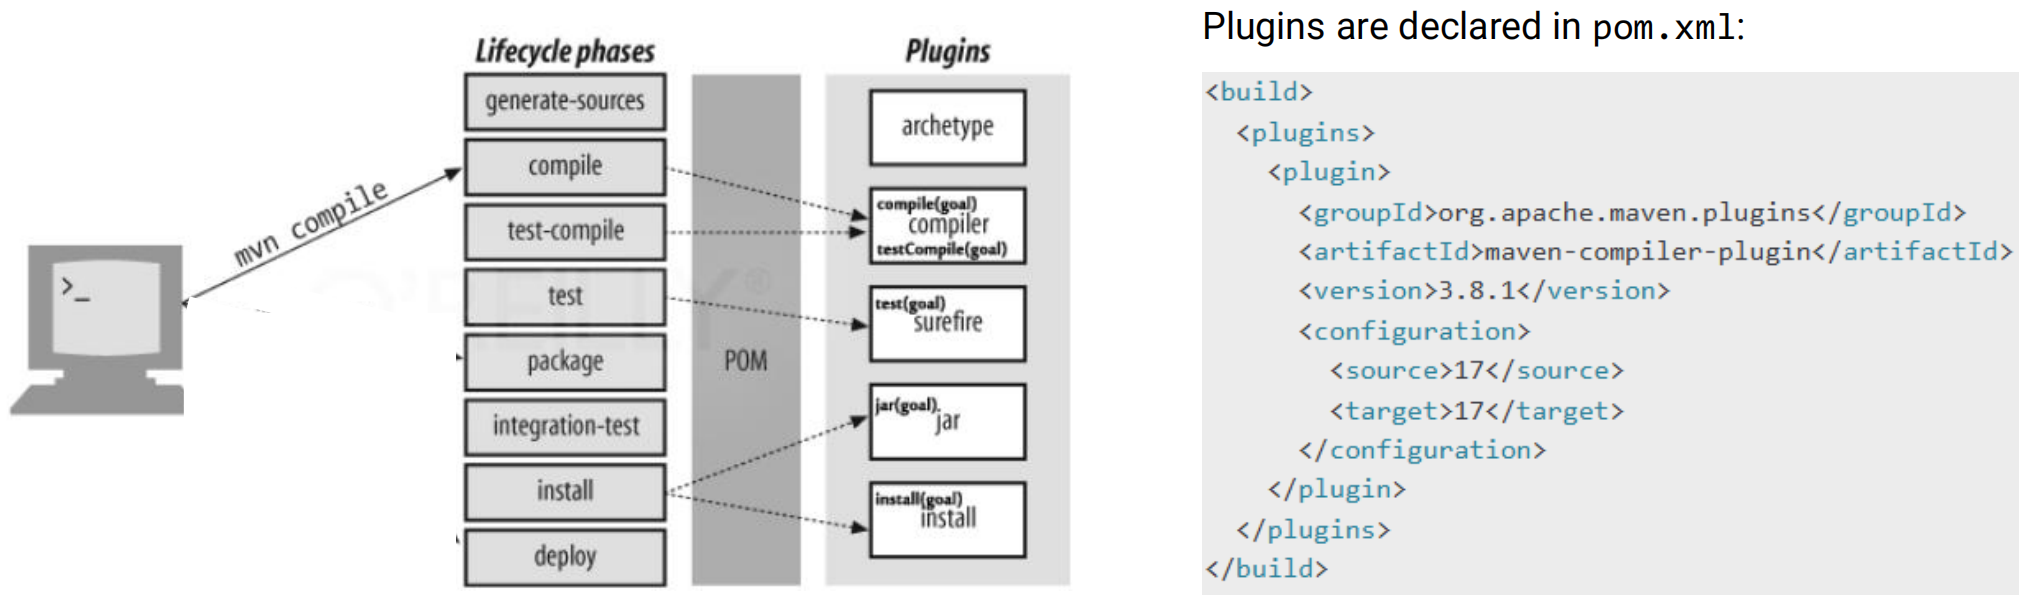 Lifecycle phases
generate-sources
compile
test-compile
test
package
integration-test
install
deploy
mvn compile
>_
POM
Plugins
archetype
compile(goal)
compiler
testCompile(goal)
test(goal)
surefire
jar(goal)
jar
install(goal)
install
Plugins are declared in pom.xml:
<build>
  <plugins>
    <plugin>
      <groupId>org.apache.maven.plugins</groupId>
      <artifactId>maven-compiler-plugin</artifactId>
      <version>3.8.1</version>
      <configuration>
        <source>17</source>
        <target>17</target>
      </configuration>
    </plugin>
  </plugins>
</build>